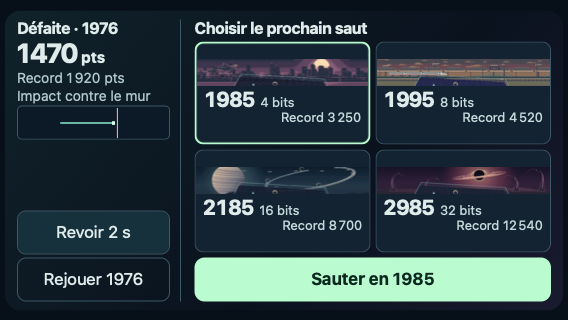 Défaite · 1976
1470 pts
Record 1 920 pts
Impact contre le mur
Revoir 2 s
Rejouer 1976
Choisir le prochain saut
1985 4 bits
Record 3 250
1995 8 bits
Record 4 520
2185 16 bits
Record 8 700
2985 32 bits
Record 12 540
Sauter en 1985